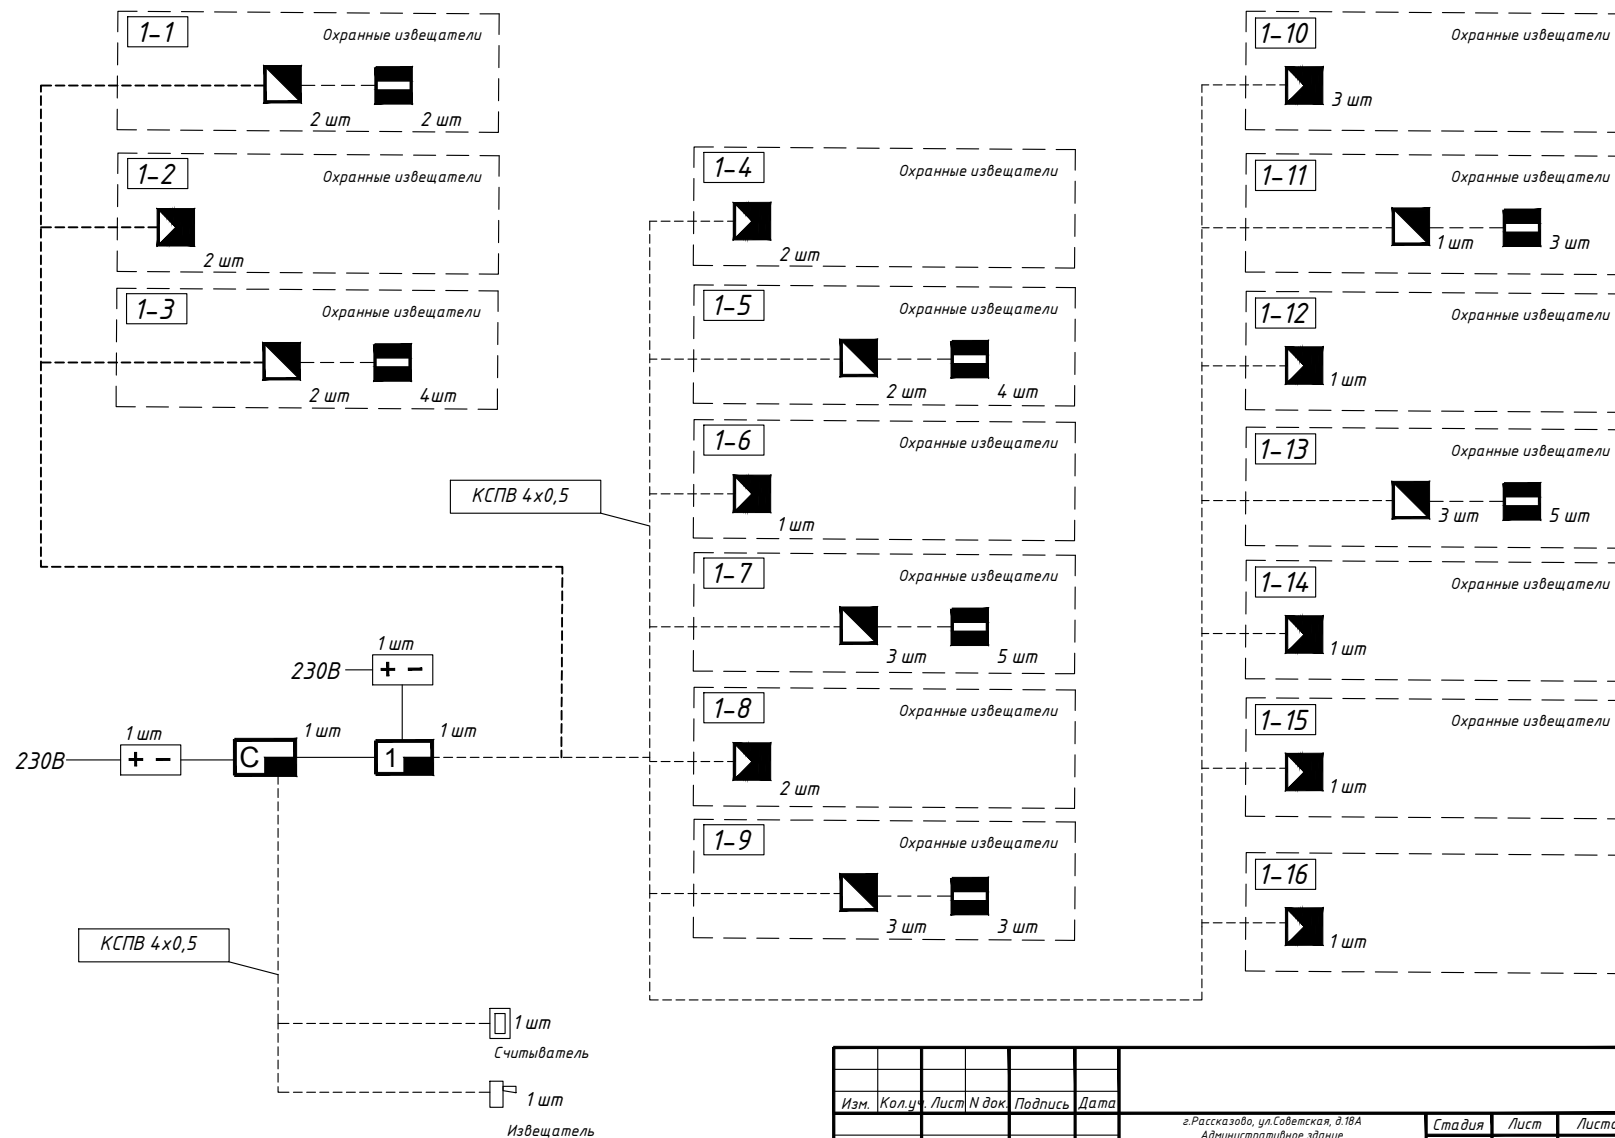 1-1
Охранные извещатели
2 шт
2 шт
1-2
Охранные извещатели
2 шт
1-3
Охранные извещатели
2 шт
4шт
1-4
Охранные извещатели
2 шт
1-5
Охранные извещатели
2 шт
4 шт
1-6
Охранные извещатели
1 шт
1-7
Охранные извещатели
3 шт
5 шт
1-8
Охранные извещатели
2 шт
1-9
Охранные извещатели
3 шт
3 шт
1-10
Охранные извещатели
3 шт
1-11
Охранные извещатели
1 шт
3 шт
1-12
Охранные извещатели
1 шт
1-13
Охранные извещатели
3 шт
5 шт
1-14
Охранные извещатели
1 шт
1-15
Охранные извещатели
1 шт
1-16
1 шт
КСПВ 4x0,5
1 шт
230В
+ -
1 шт
1 шт
1 шт
230В
+ -
С
1
КСПВ 4x0,5
1 шт
Считыватель
1 шт
Извещатель
Изм. Кол.уч. Лист N док. Подпись Дата
г.Рассказово, ул.Советская, д.18А
Административное здание
Стадия Лист